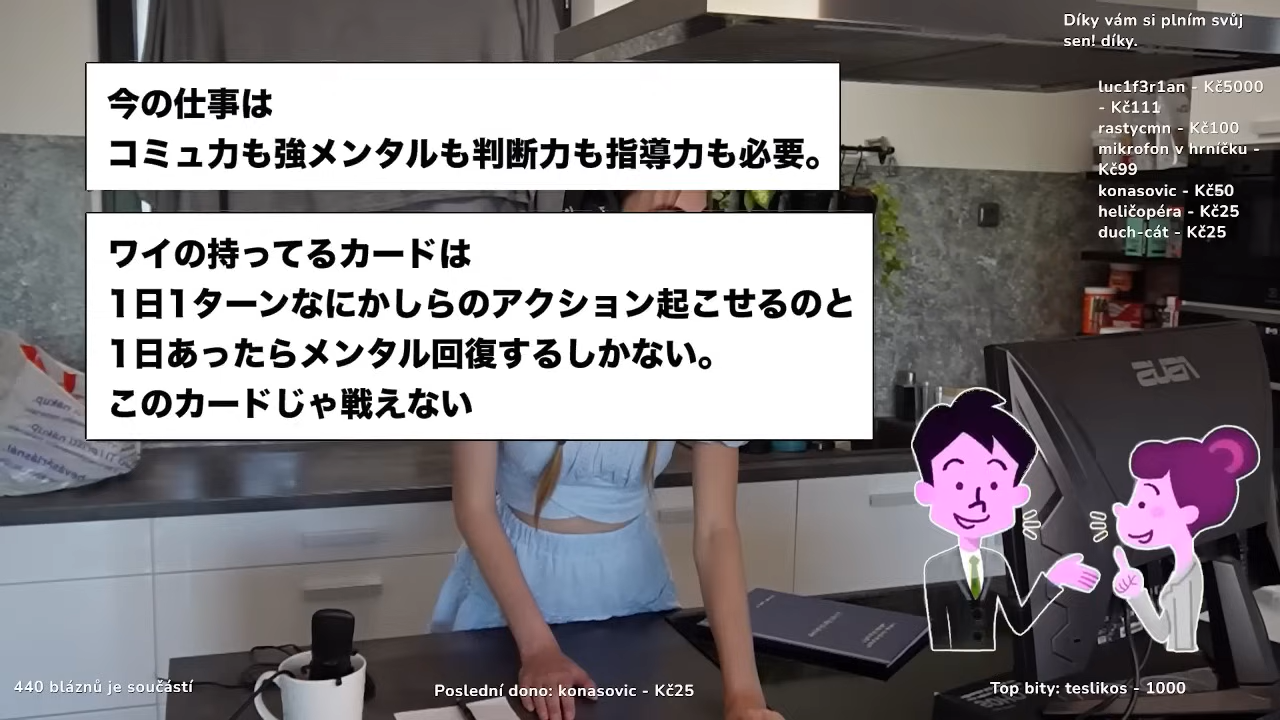 Díky vám si plním svůj
sen! díky.
luc1f3r1an - Kč5000
- Kč111
rastycmn - Kč100
mikrofon v hrníčku -
Kč99
konasovic - Kč50
heličopéra - Kč25
duch-cát - Kč25
今の仕事は
コミュ力も強メンタルも判断力も指導力も必要。
ワイの持ってるカードは
1日1ターンなにかしらのアクション起こせるのと
1日あったらメンタル回復するしかない。
このカードじゃ戦えない
ASUS
440 bláznů je součástí
Poslední dono: konasovic - Kč25
Top bity: teslikos - 1000